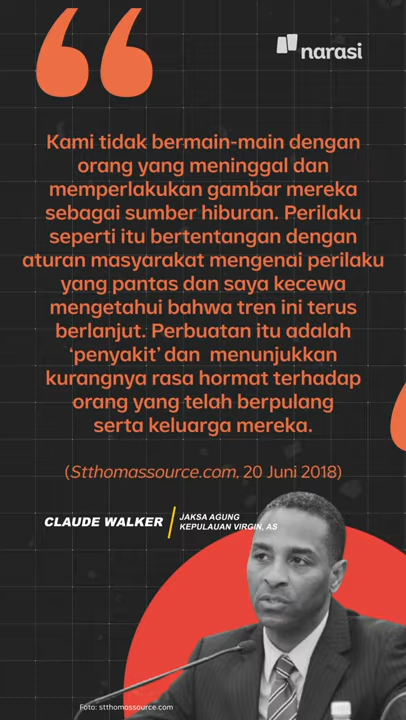 narasi
Kami tidak bermain-main dengan
orang yang meninggal dan
memperlakukan gambar mereka
sebagai sumber hiburan. Perilaku
seperti itu bertentangan dengan
aturan masyarakat mengenai perilaku
yang pantas dan saya kecewa
mengetahui bahwa tren ini terus
berlanjut. Perbuatan itu adalah
‘penyakit’ dan menunjukkan
kurangnya rasa hormat terhadap
orang yang telah berpulang
serta keluarga mereka.
(Stthomassource.com, 20 Juni 2018)
CLAUDE WALKER
JAKSA AGUNG
KEPULAUAN VIRGIN, AS
Foto: stthomossource.com